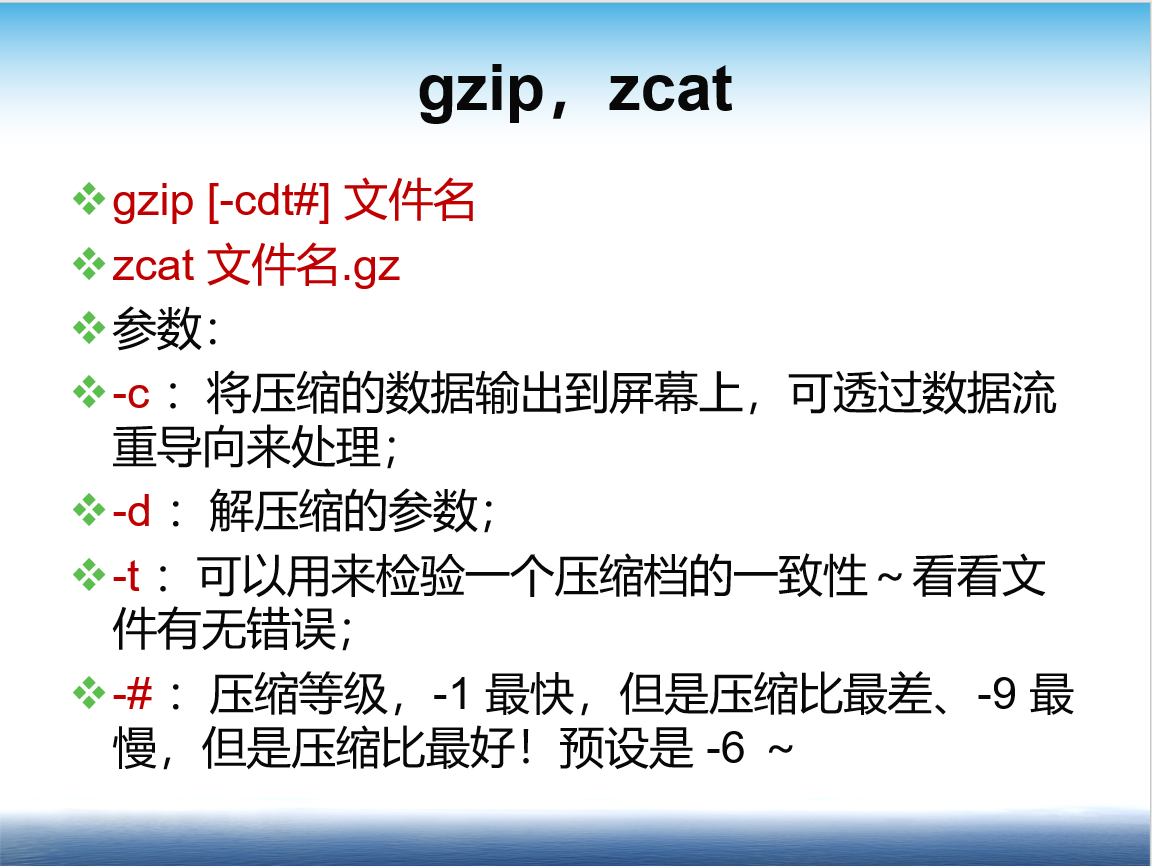 gzip，zcat
gzip [-cdt#] 文件名
zcat 文件名.gz
参数：
-c ：将压缩的数据输出到屏幕上，可透过数据流
重导向来处理；
-d ：解压缩的参数；
-t ：可以用来检验一个压缩档的一致性～看看文
件有无错误；
-# ：压缩等级，-1 最快，但是压缩比最差、-9 最
慢，但是压缩比最好！预设是 -6 ～